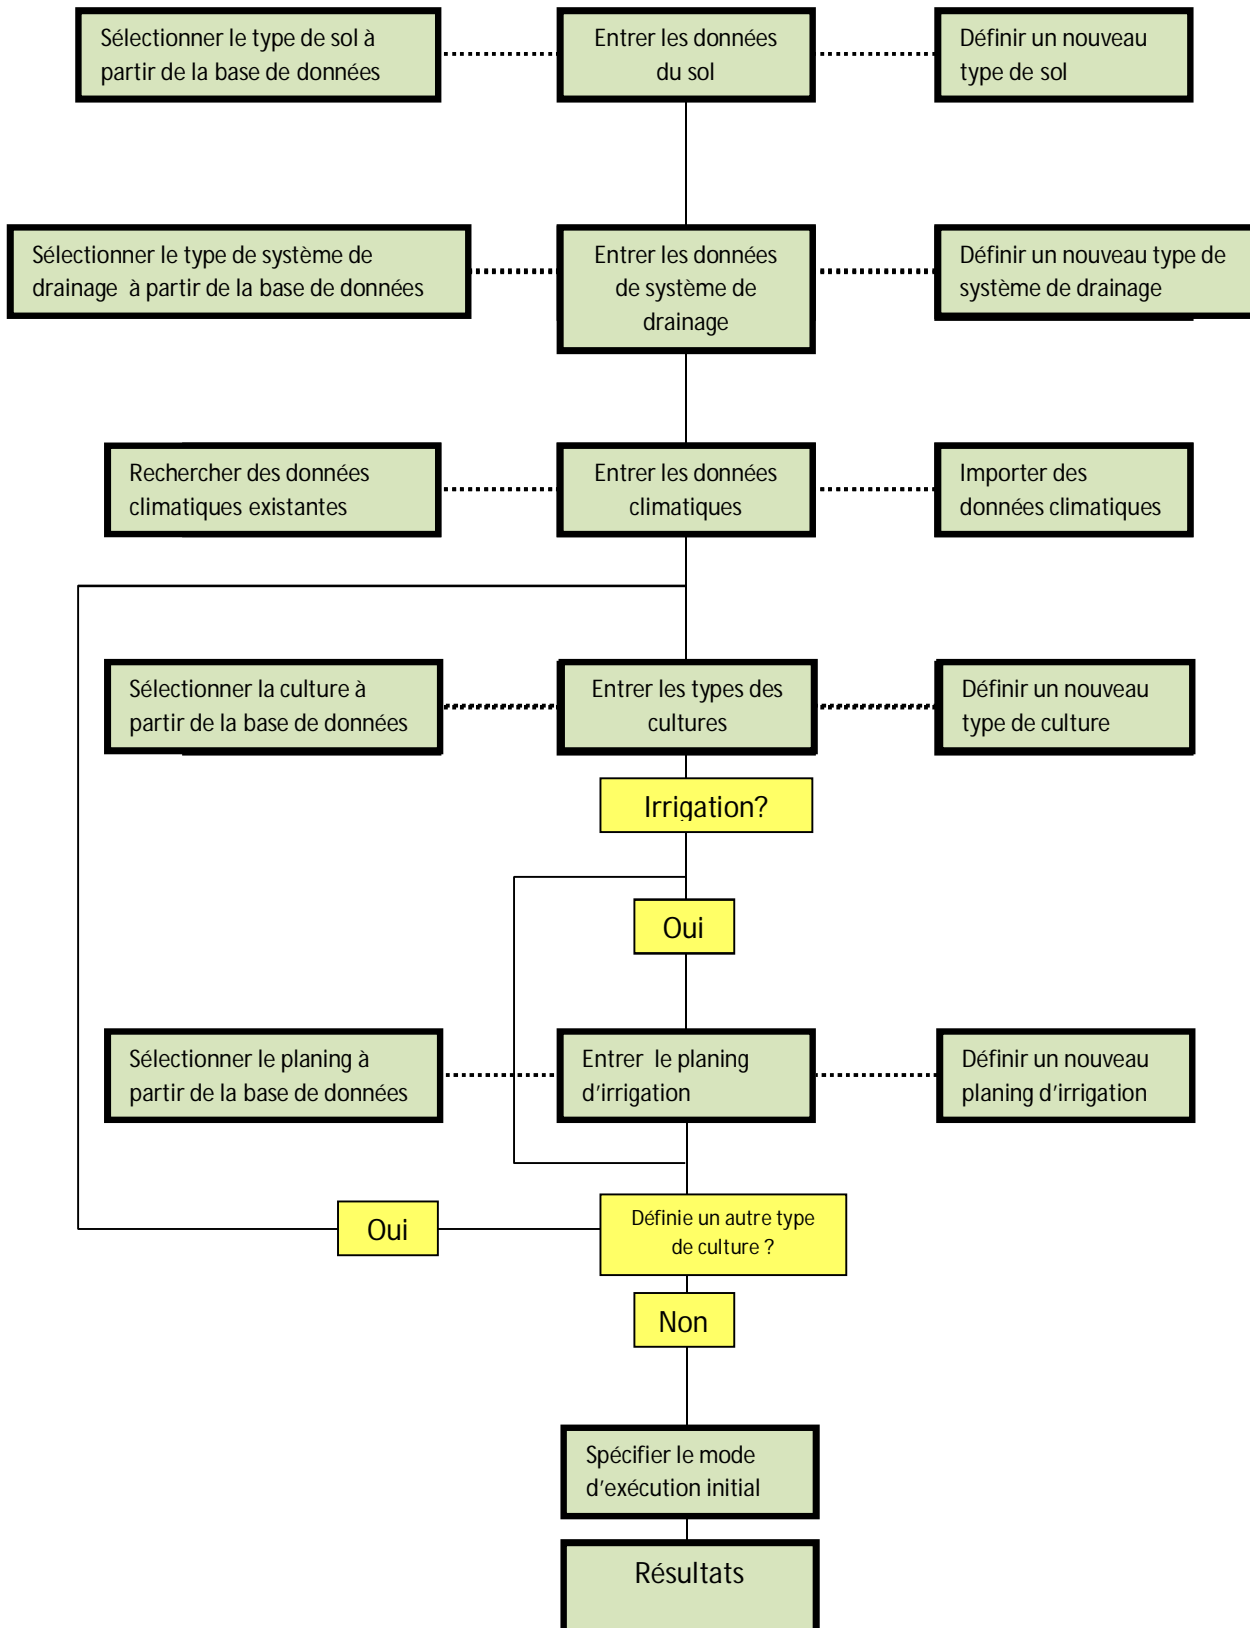 Sélectionner le type de sol à
partir de la base de données
Entrer les données
du sol
Définir un nouveau
type de sol
Sélectionner le type de système de
drainage à partir de la base de données
Entrer les données
de système de
drainage
Définir un nouveau type de
système de drainage
Rechercher des données
climatiques existantes
Entrer les données
climatiques
Importer des
données climatiques
Sélectionner la culture à
partir de la base de données
Entrer les types des
cultures
Définir un nouveau
type de culture
Irrigation?
Oui
Sélectionner le planing à
partir de la base de données
Entrer le planing
d'irrigation
Définir un nouveau
planing d'irrigation
Oui
Définie un autre type
de culture ?
Non
Spécifier le mode
d'exécution initial
Résultats